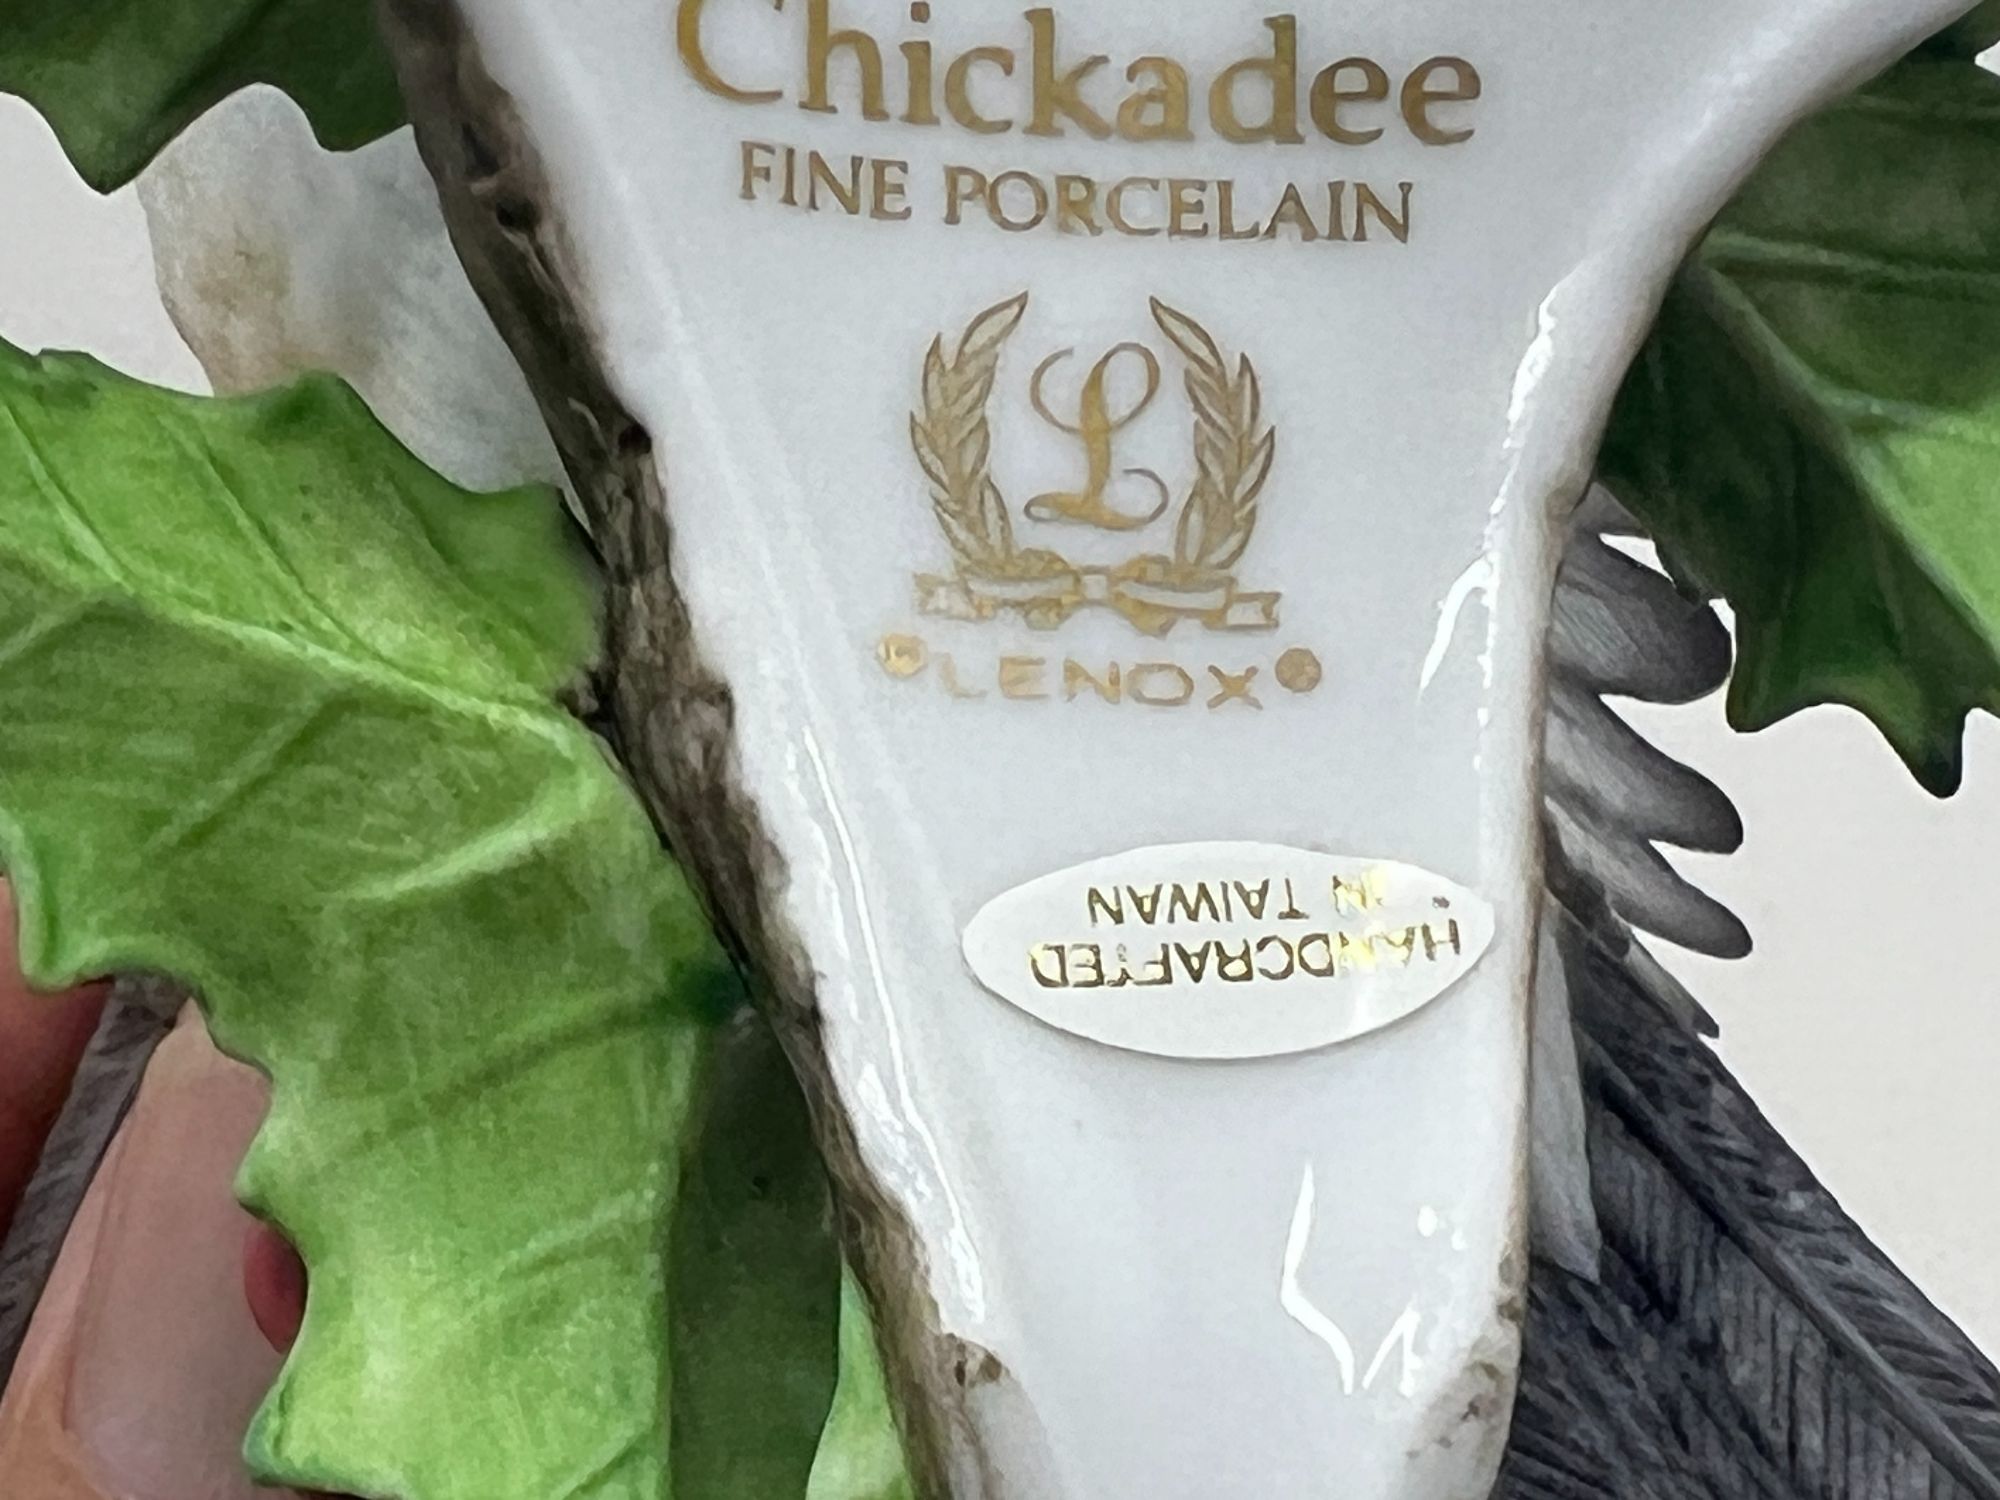 Chickadee
FINE PORCELAIN
L
®LENOX®
HANDCRAFTED
IN TAIWAN